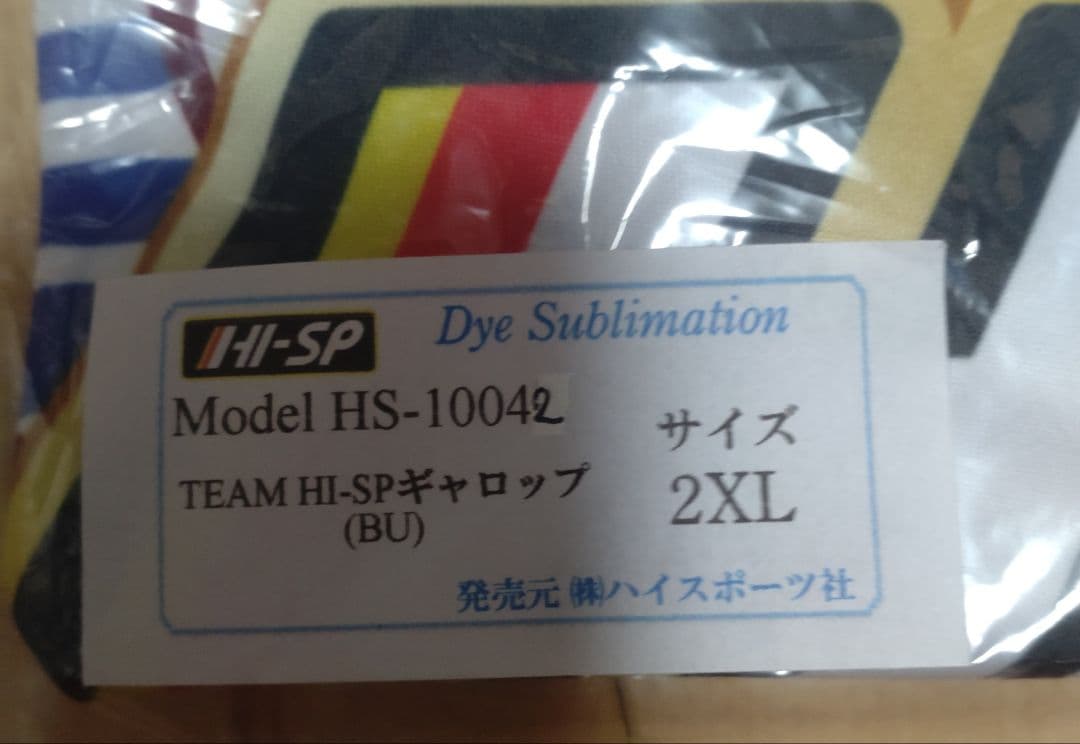 HI-SP Dye Sublimation
Model HS-10042
サイズ
TEAM HI-SPギャロップ
(BU)
2XL
発売元 ㈱ハイスポーツ社